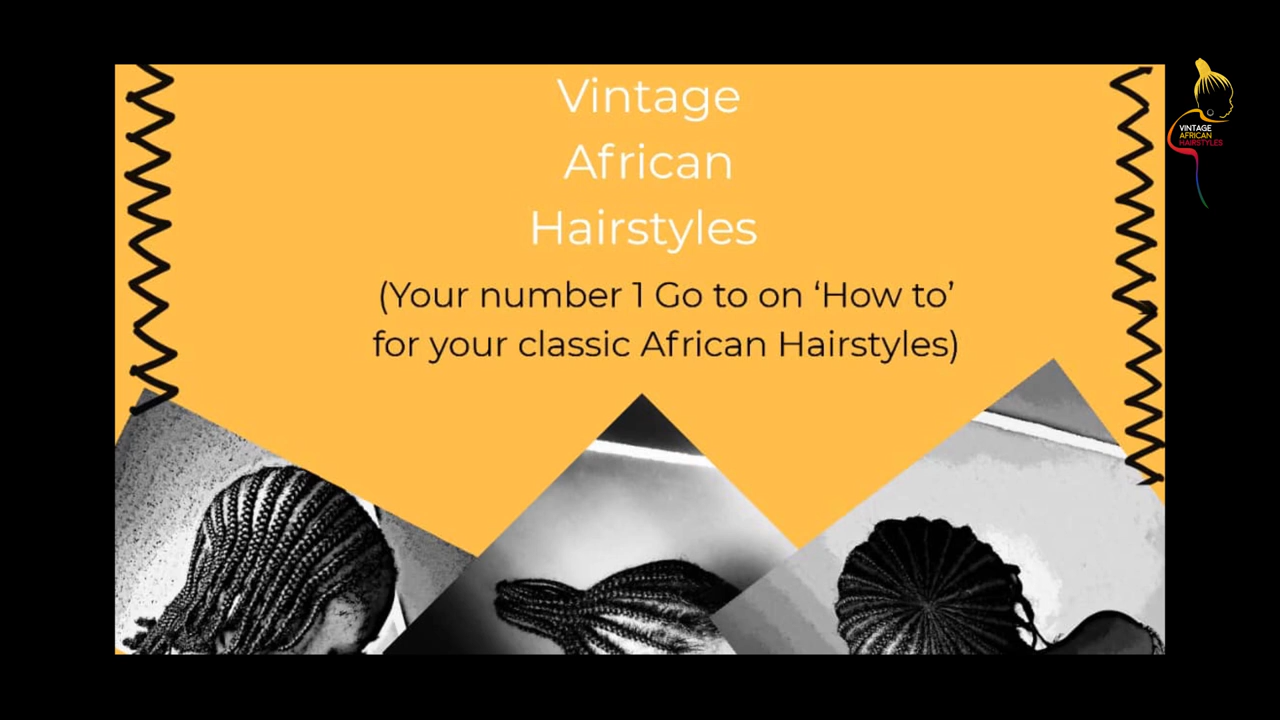 Vintage
African
Hairstyles
(Your number 1 Go to on ‘How to’
for your classic African Hairstyles)
VINTAGE
AFRICAN
HAIRSTYLES